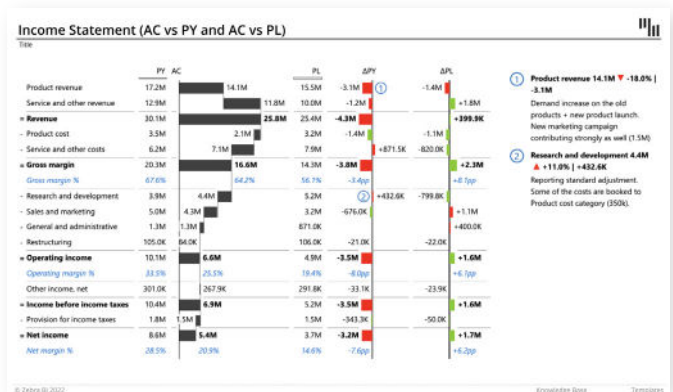 Income Statement (AC vs PY and AC vs PL)
Title
PY AC PL ΔPY ΔPL
Product revenue 17.2M 14.1M 15.5M -3.1M 1 -1.4M
Service and other revenue 12.9M 11.8M 10.0M -1.2M +1.8M
= Revenue 30.1M 25.8M 25.4M -4.3M +399.9K
- Product cost 3.5M 2.1M 3.2M -1.4M -1.1M
- Service and other costs 6.2M 7.1M 7.9M +871.5K -820.0K
= Gross margin 20.3M 16.6M 14.3M -3.8M +2.3M
Gross margin % 67.6% 64.2% 56.1% -3.4pp +8.1pp
- Research and development 3.9M 4.4M 5.2M 2 +432.6K -799.8K
- Sales and marketing 5.0M 4.3M 3.2M -676.0K +1.1M
- General and administrative 1.3M 1.3M 871.0K +400.0K
- Restructuring 105.0K 84.0K 106.0K -21.0K -22.0K
= Operating income 10.1M 6.6M 4.9M -3.5M +1.6M
Operating margin % 33.5% 25.5% 19.4% -8.0pp +6.1pp
Other income, net 301.0K 267.9K 291.8K -33.1K -23.9K
= Income before income taxes 10.4M 6.9M 5.2M -3.5M +1.6M
- Provision for income taxes 1.8M 1.5M 1.5M -343.3K -50.0K
= Net income 8.6M 5.4M 3.7M -3.2M +1.7M
Net margin % 28.5% 20.9% 14.6% -7.6pp +6.2pp
1 Product revenue 14.1M ▼ -18.0% |
-3.1M
Demand increase on the old
products + new product launch.
New marketing campaign
contributing strongly as well (1.5M)
2 Research and development 4.4M
▲ +11.0% | +432.6K
Reporting standard adjustment.
Some of the costs are booked to
Product cost category (350k).
© Zebra BI 2022 Knowledge Base Templates